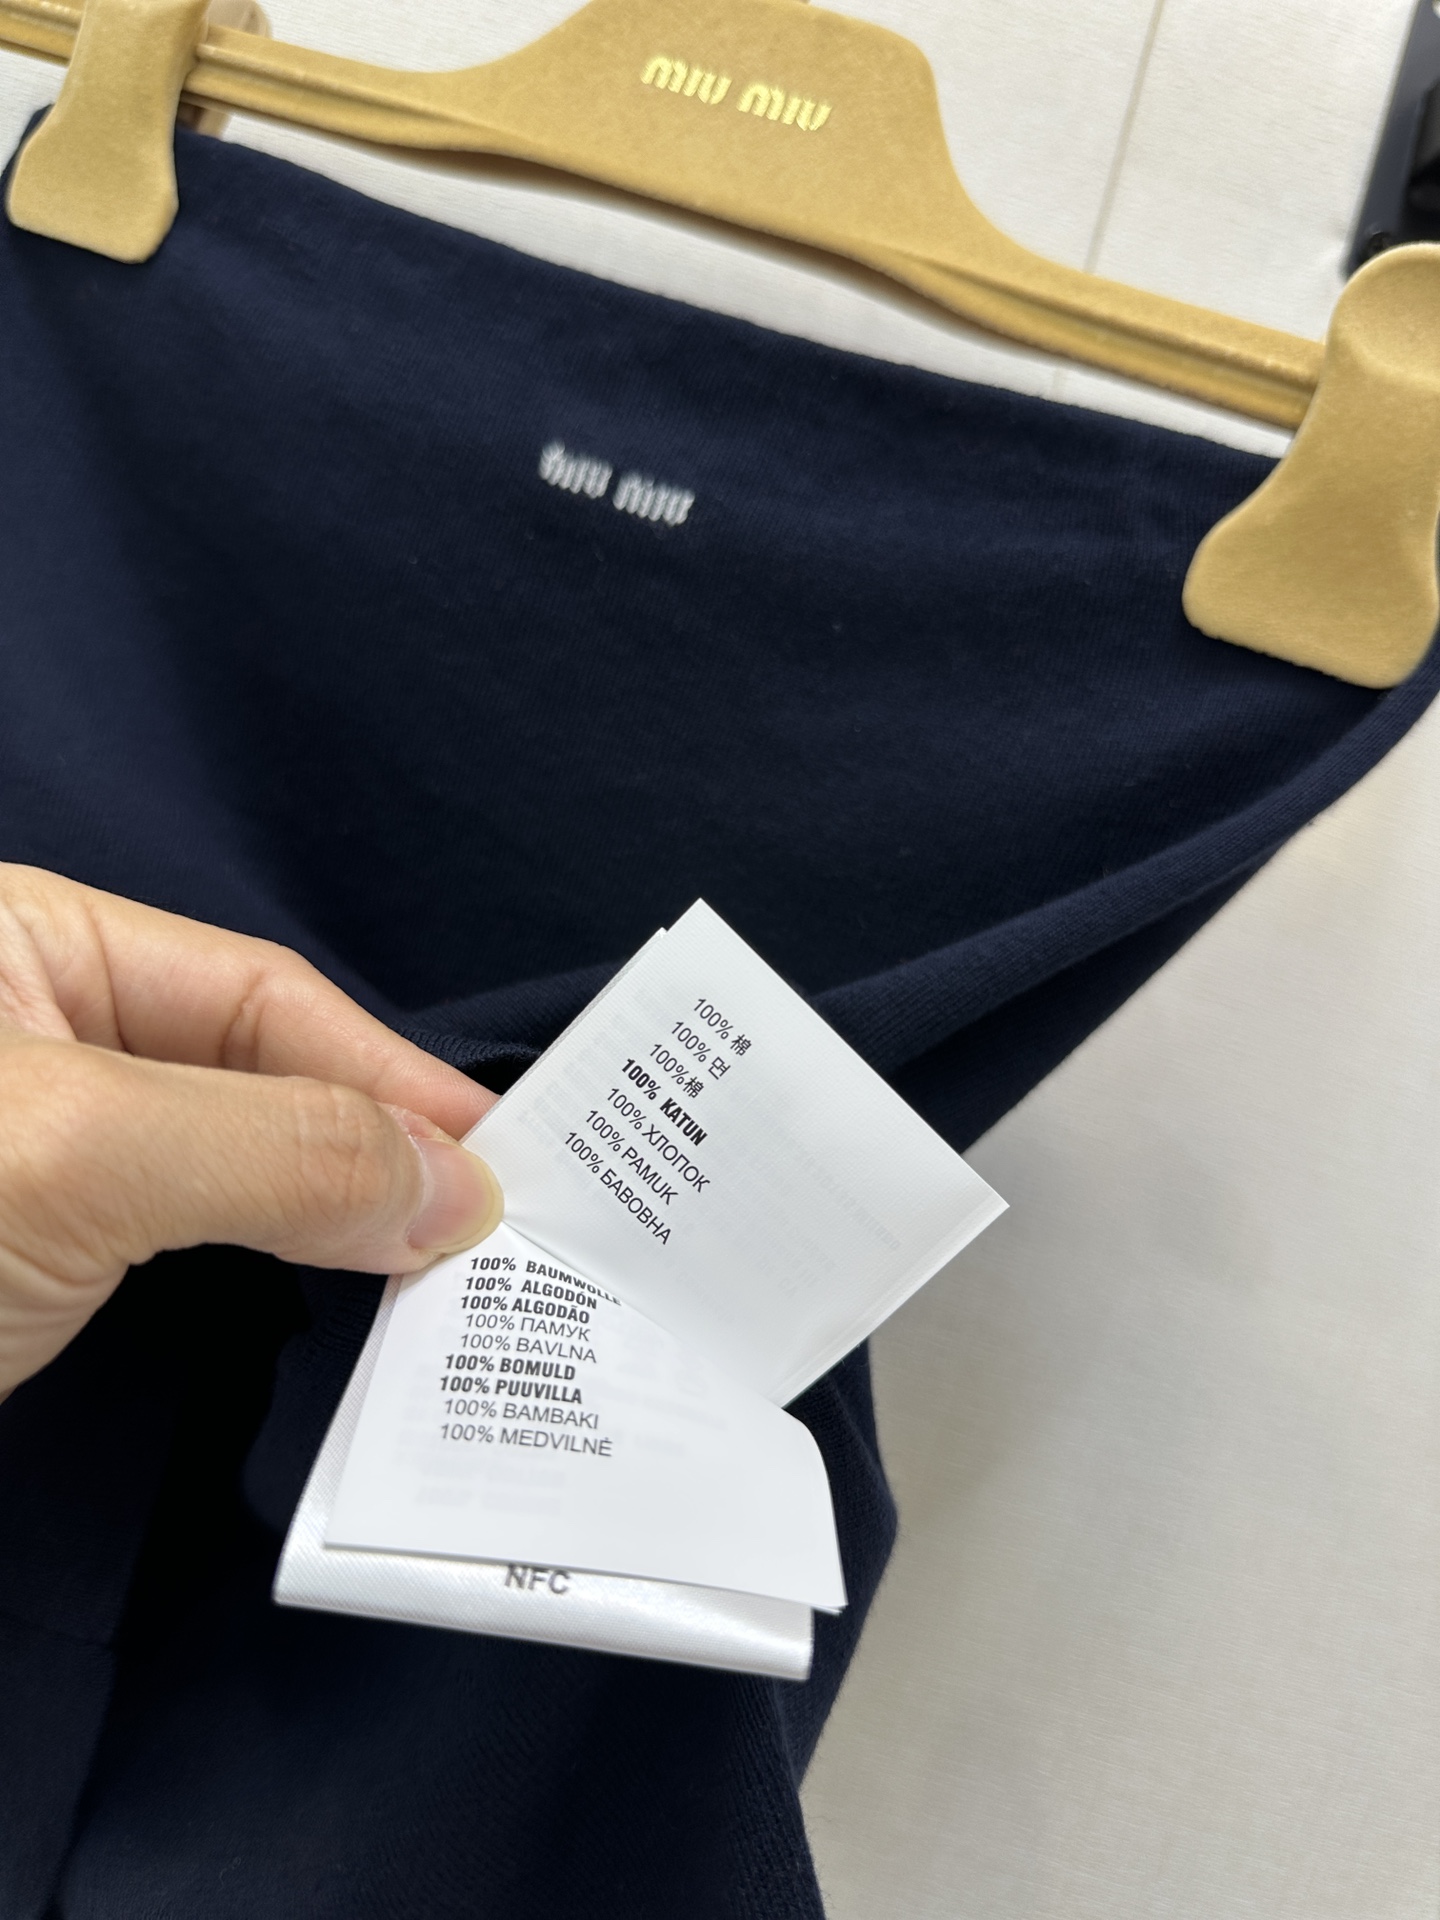 MIU MIU
MIU MIU
100% 棉
100% 면
100%棉
100% KATUN
100% ХЛОПОК
100% PAMUK
100% БАВОВНА
100% BAUMWOLLE
100% ALGODÓN
100% ALGODÃO
100% ПАМУК
100% BAVLNA
100% BOMULD
100% PUUVILLA
100% BAMBAKI
100% MEDVILNĖ
NFC